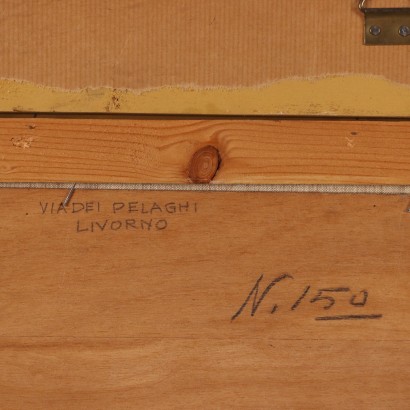 VIA DEI PELAGHI
LIVORNO
N. 150